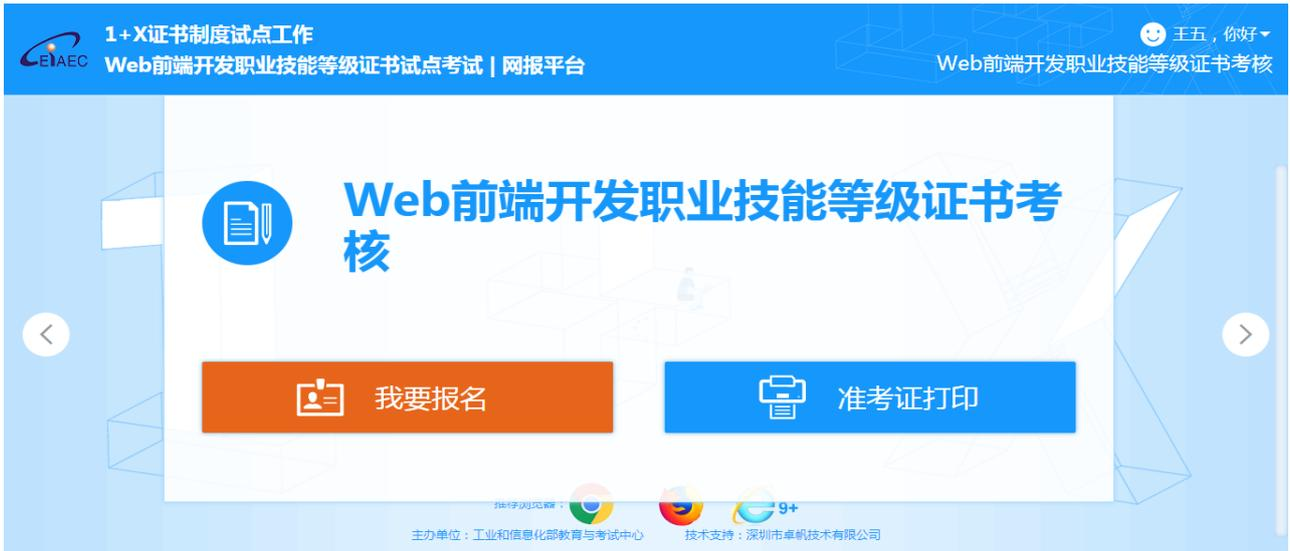 CEIAEC
1+X证书制度试点工作
Web前端开发职业技能等级证书试点考试 | 网报平台
王五，你好
Web前端开发职业技能等级证书考核
Web前端开发职业技能等级证书考
核
我要报名
准考证打印
推荐浏览器：
9+
主办单位：工业和信息化部教育与考试中心 技术支持：深圳市卓帆技术有限公司